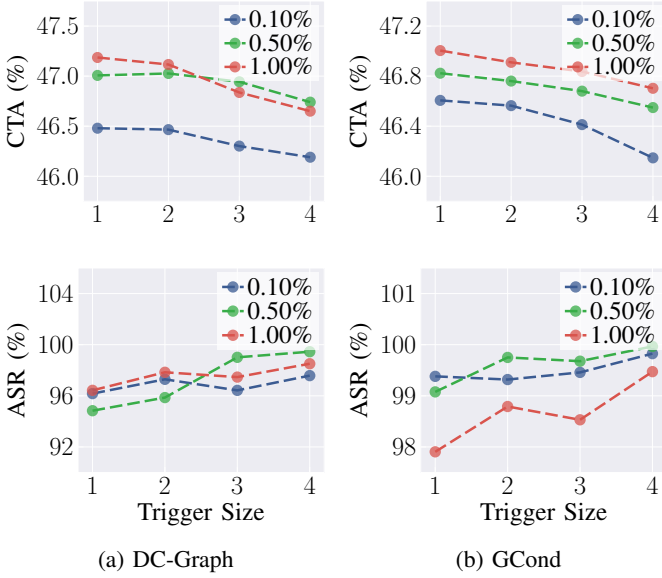 47.5
47.0
46.5
46.0
CTA (%)
0.10%
0.50%
1.00%
1 2 3 4
47.2
46.8
46.4
46.0
CTA (%)
0.10%
0.50%
1.00%
1 2 3 4
104
100
96
92
ASR (%)
0.10%
0.50%
1.00%
1 2 3 4
Trigger Size
101
100
99
98
ASR (%)
0.10%
0.50%
1.00%
1 2 3 4
Trigger Size
(a) DC-Graph
(b) GCond